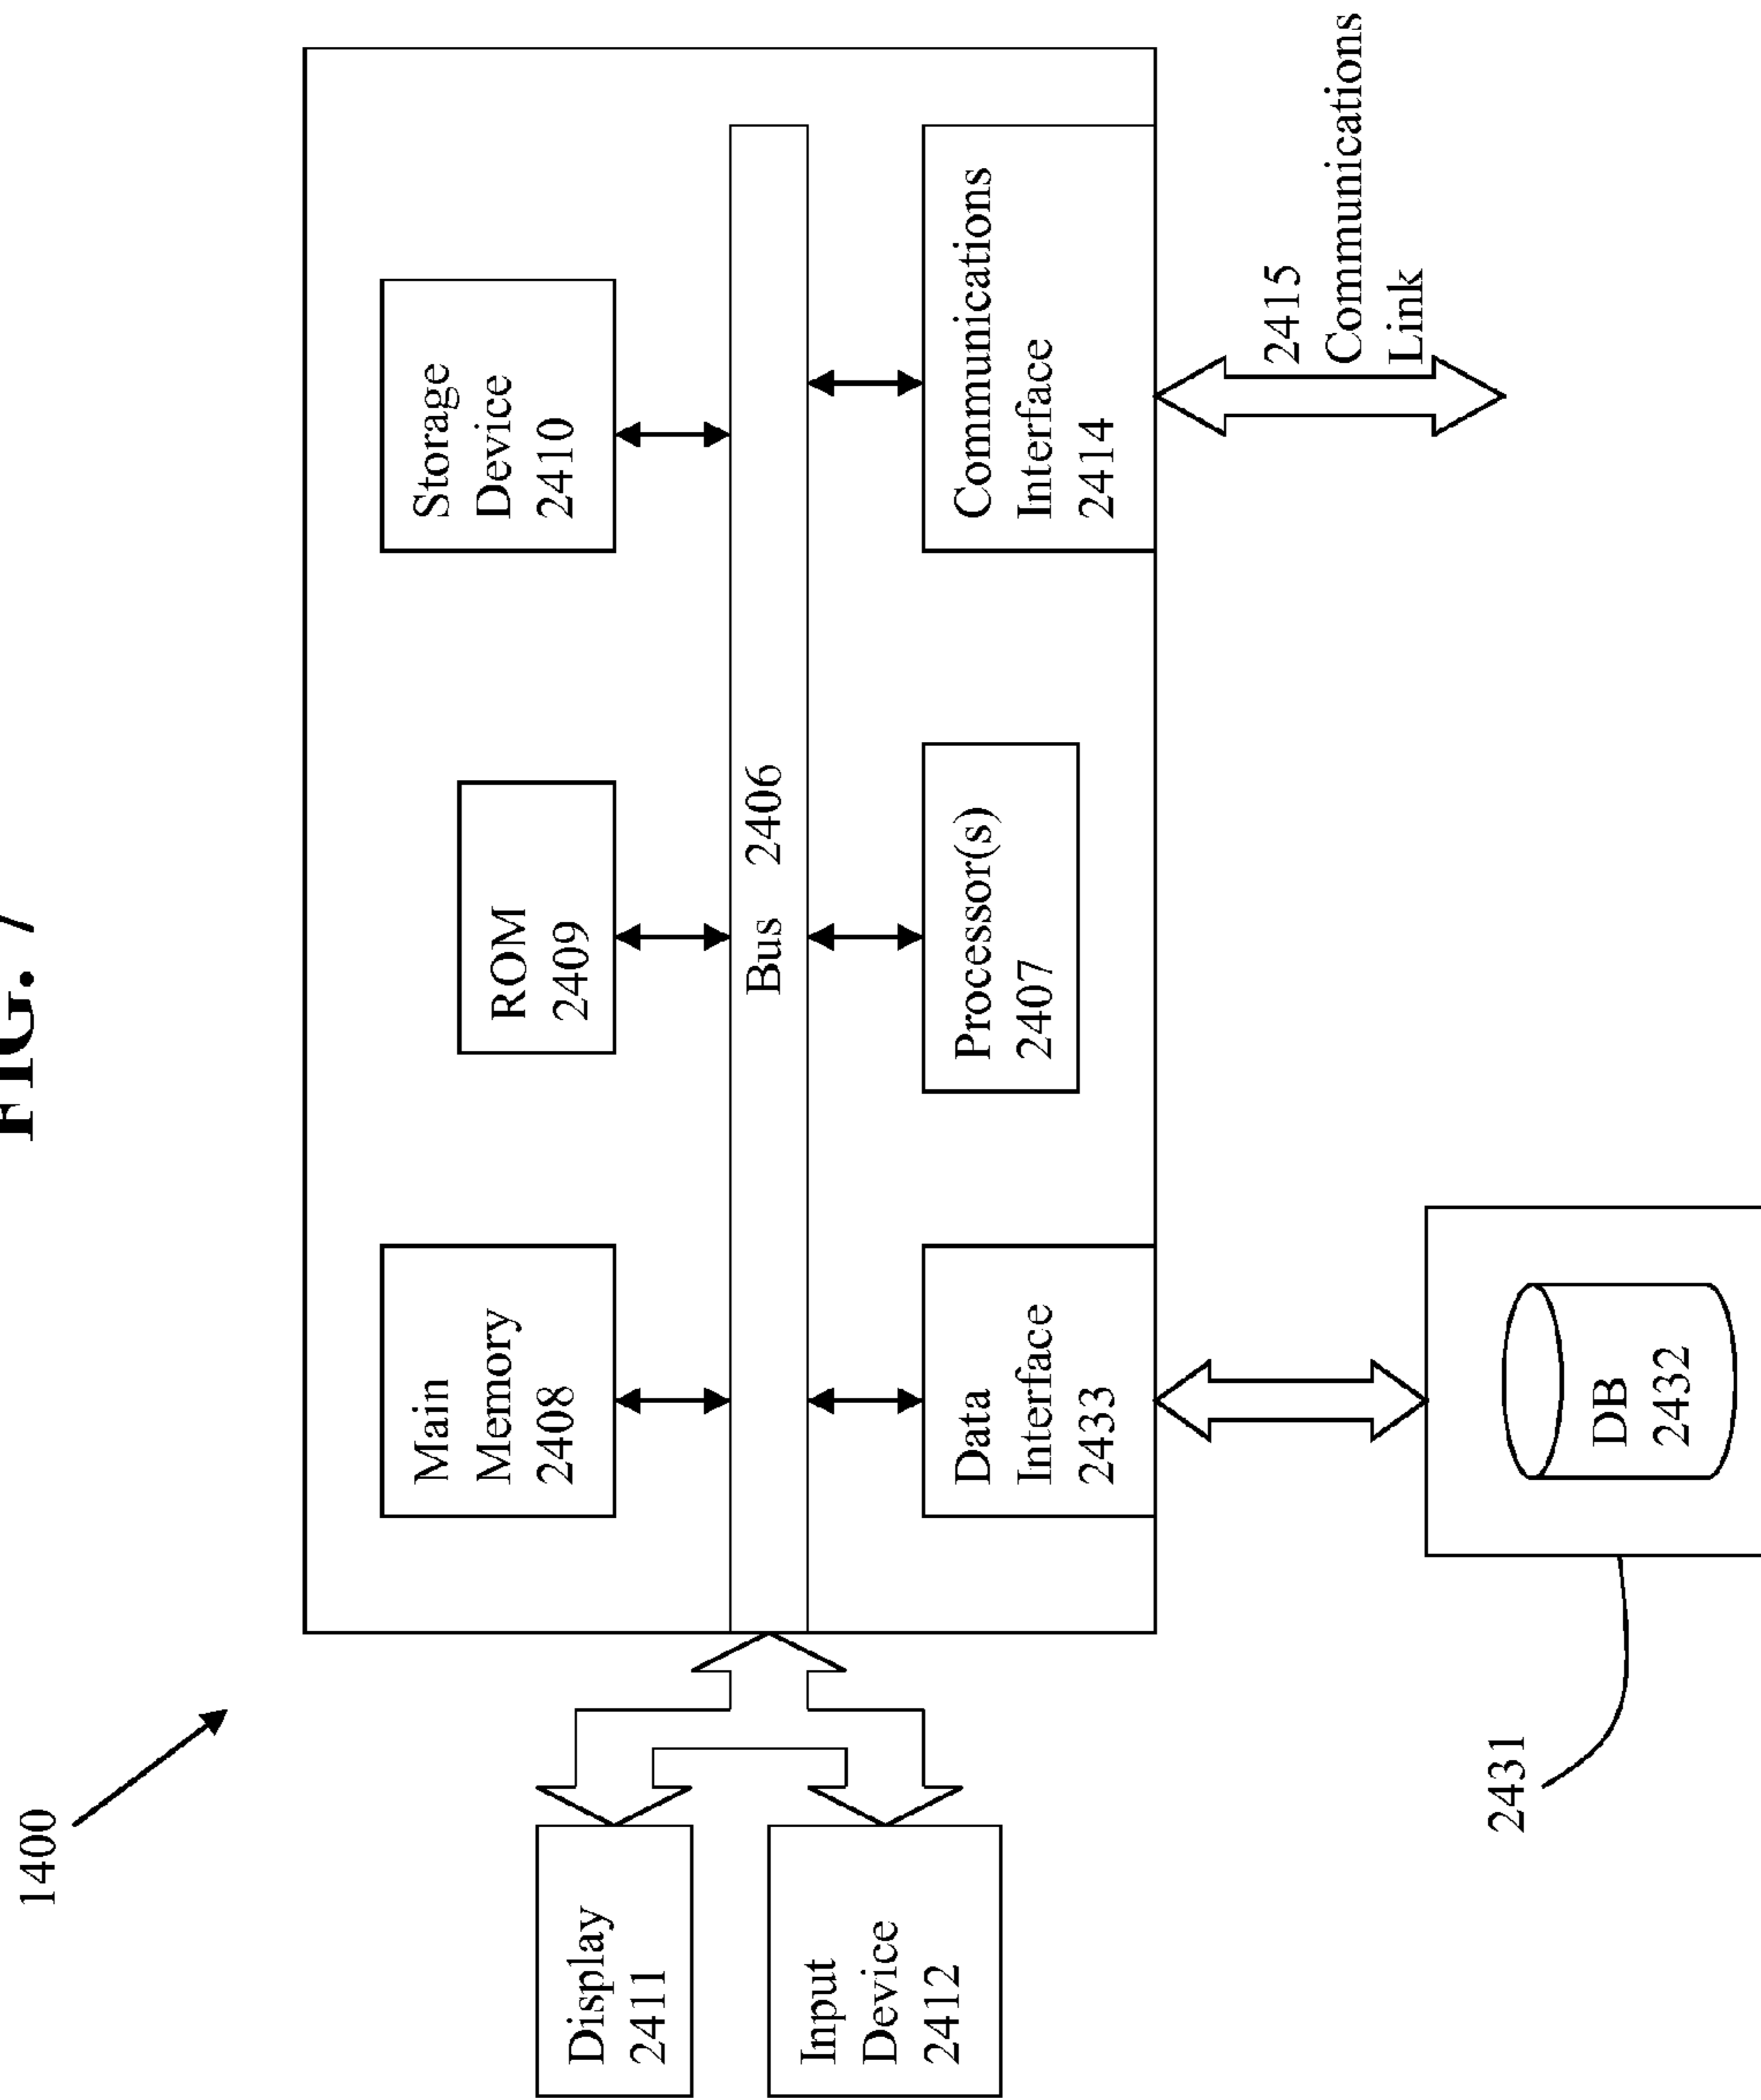 FIG. 7
1400
Display
2411
Input
Device
2412
Main
Memory
2408
ROM
2409
Storage
Device
2410
Bus 2406
Data
Interface
2433
Processor(s)
2407
Communications
Interface
2414
2415
Communications
Link
2431
DB
2432